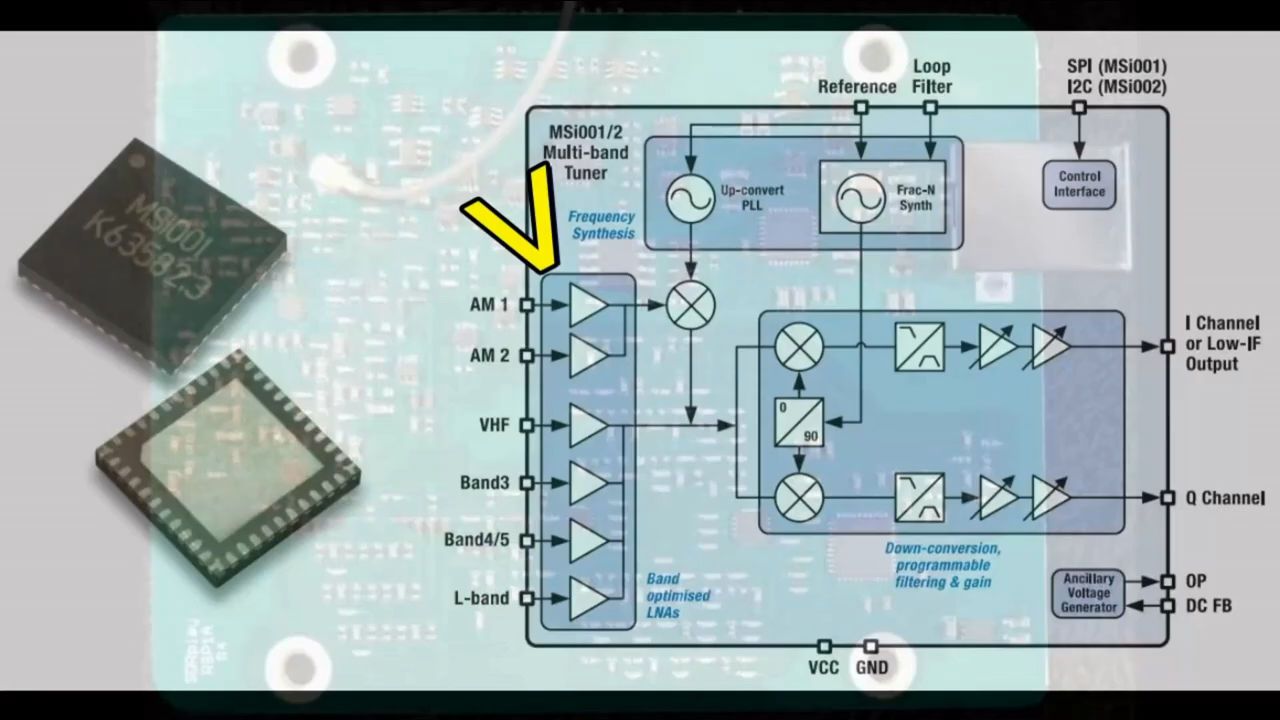 MSi001
K63582.3
Reference
Loop
Filter
SPI (MSi001)
I2C (MSi002)
MSi001/2
Multi-band
Tuner
Frequency
Synthesis
Up-convert
PLL
Frac-N
Synth
Control
Interface
AM 1
AM 2
VHF
Band3
Band4/5
L-band
0
90
I Channel
or Low-IF
Output
Q Channel
Down-conversion,
programmable
filtering & gain
Band
optimised
LNAs
Ancillary
Voltage
Generator
OP
DC FB
VCC
GND